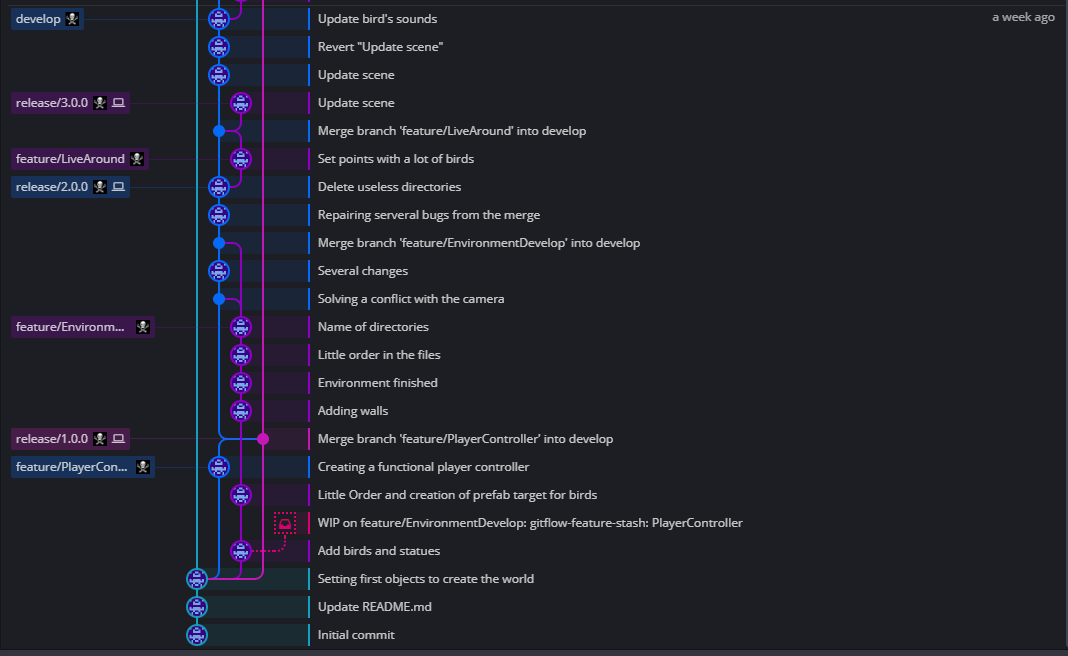 develop Update bird's sounds a week ago
Revert "Update scene"
Update scene
release/3.0.0 Update scene
Merge branch 'feature/LiveAround' into develop
feature/LiveAround Set points with a lot of birds
release/2.0.0 Delete useless directories
Repairing serveral bugs from the merge
Merge branch 'feature/EnvironmentDevelop' into develop
Several changes
Solving a conflict with the camera
feature/Environm... Name of directories
Little order in the files
Environment finished
Adding walls
release/1.0.0 Merge branch 'feature/PlayerController' into develop
feature/PlayerCon... Creating a functional player controller
Little Order and creation of prefab target for birds
WIP on feature/EnvironmentDevelop: gitflow-feature-stash: PlayerController
Add birds and statues
Setting first objects to create the world
Update README.md
Initial commit